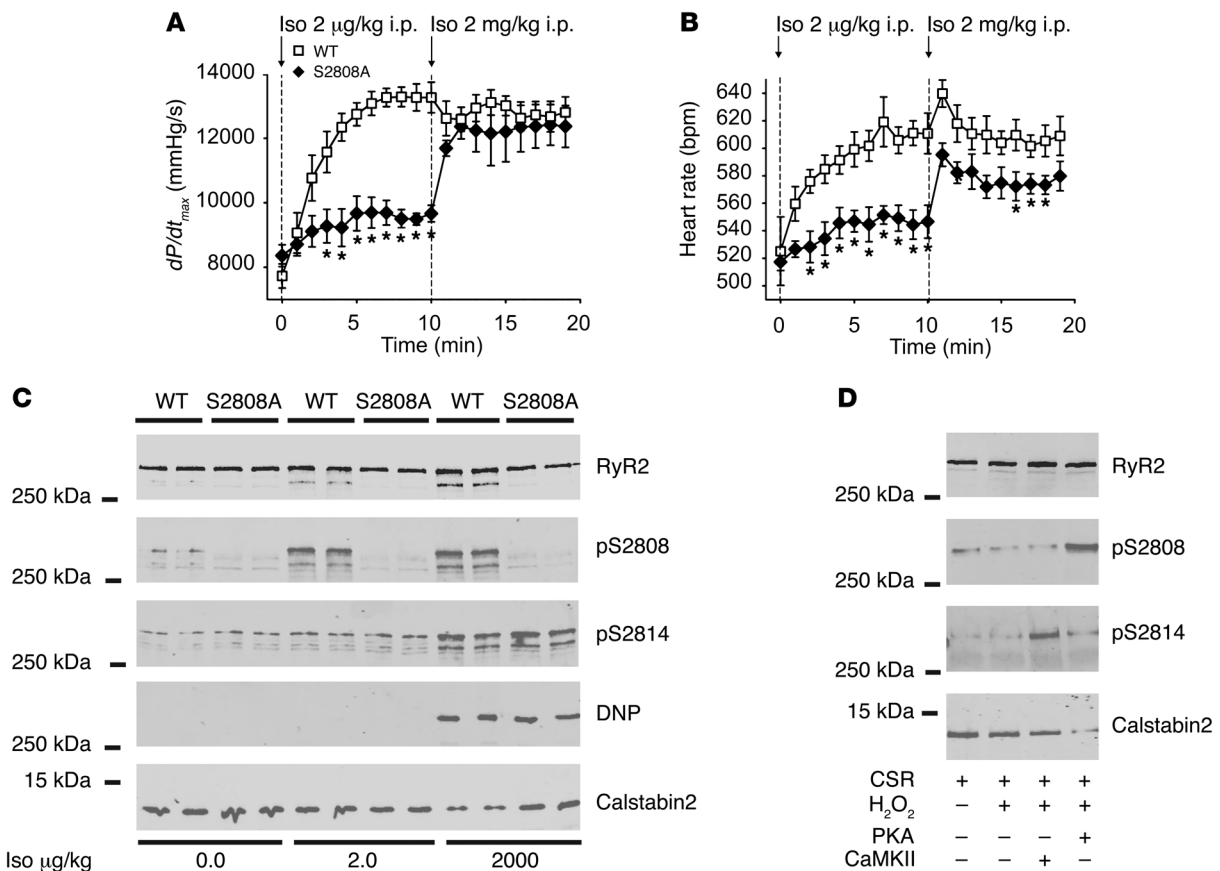 A
Iso 2 μg/kg i.p.
Iso 2 mg/kg i.p.
WT
S2808A
dP/dtmax (mmHg/s)
14000
12000
10000
8000
* * * * * * * *
0 5 10 15 20
Time (min)
B
Iso 2 μg/kg i.p.
Iso 2 mg/kg i.p.
Heart rate (bpm)
640
620
600
580
560
540
520
500
* * * * * * * * *
* * *
0 5 10 15 20
Time (min)
C
WT S2808A WT S2808A WT S2808A
RyR2
250 kDa
pS2808
250 kDa
pS2814
250 kDa
DNP
250 kDa
15 kDa
Calstabin2
Iso μg/kg 0.0 2.0 2000
D
RyR2
250 kDa
pS2808
250 kDa
pS2814
250 kDa
15 kDa
Calstabin2
CSR + + + +
H₂O₂ – + + +
PKA – – – +
CaMKII – – + –